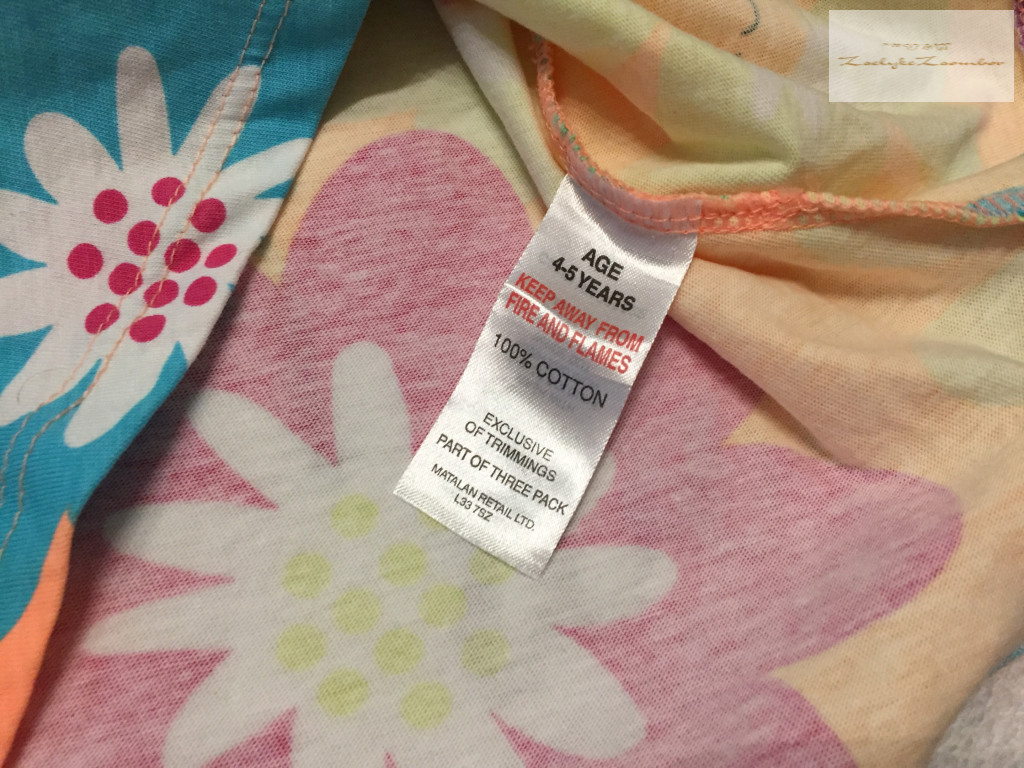 AGE
4-5 YEARS
KEEP AWAY FROM
FIRE AND FLAMES
100% COTTON
EXCLUSIVE
OF TRIMMINGS
PART OF THREE PACK
MATALAN RETAIL LTD.
L33 7SZ